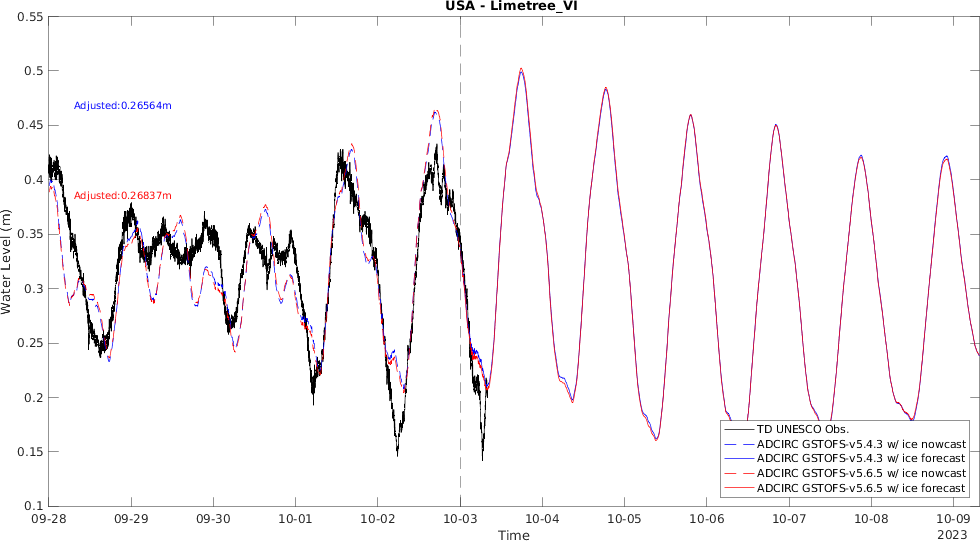 USA - Limetree_VI
0.55
0.5
0.45
0.4
0.35
0.3
0.25
0.2
0.15
0.1
Water Level (m)
Adjusted:0.26564m
Adjusted:0.26837m
TD UNESCO Obs.
ADCIRC GSTOFS-v5.4.3 w/ ice nowcast
ADCIRC GSTOFS-v5.4.3 w/ ice forecast
ADCIRC GSTOFS-v5.6.5 w/ ice nowcast
ADCIRC GSTOFS-v5.6.5 w/ ice forecast
09-28 09-29 09-30 10-01 10-02 10-03 10-04 10-05 10-06 10-07 10-08 10-09
2023
Time